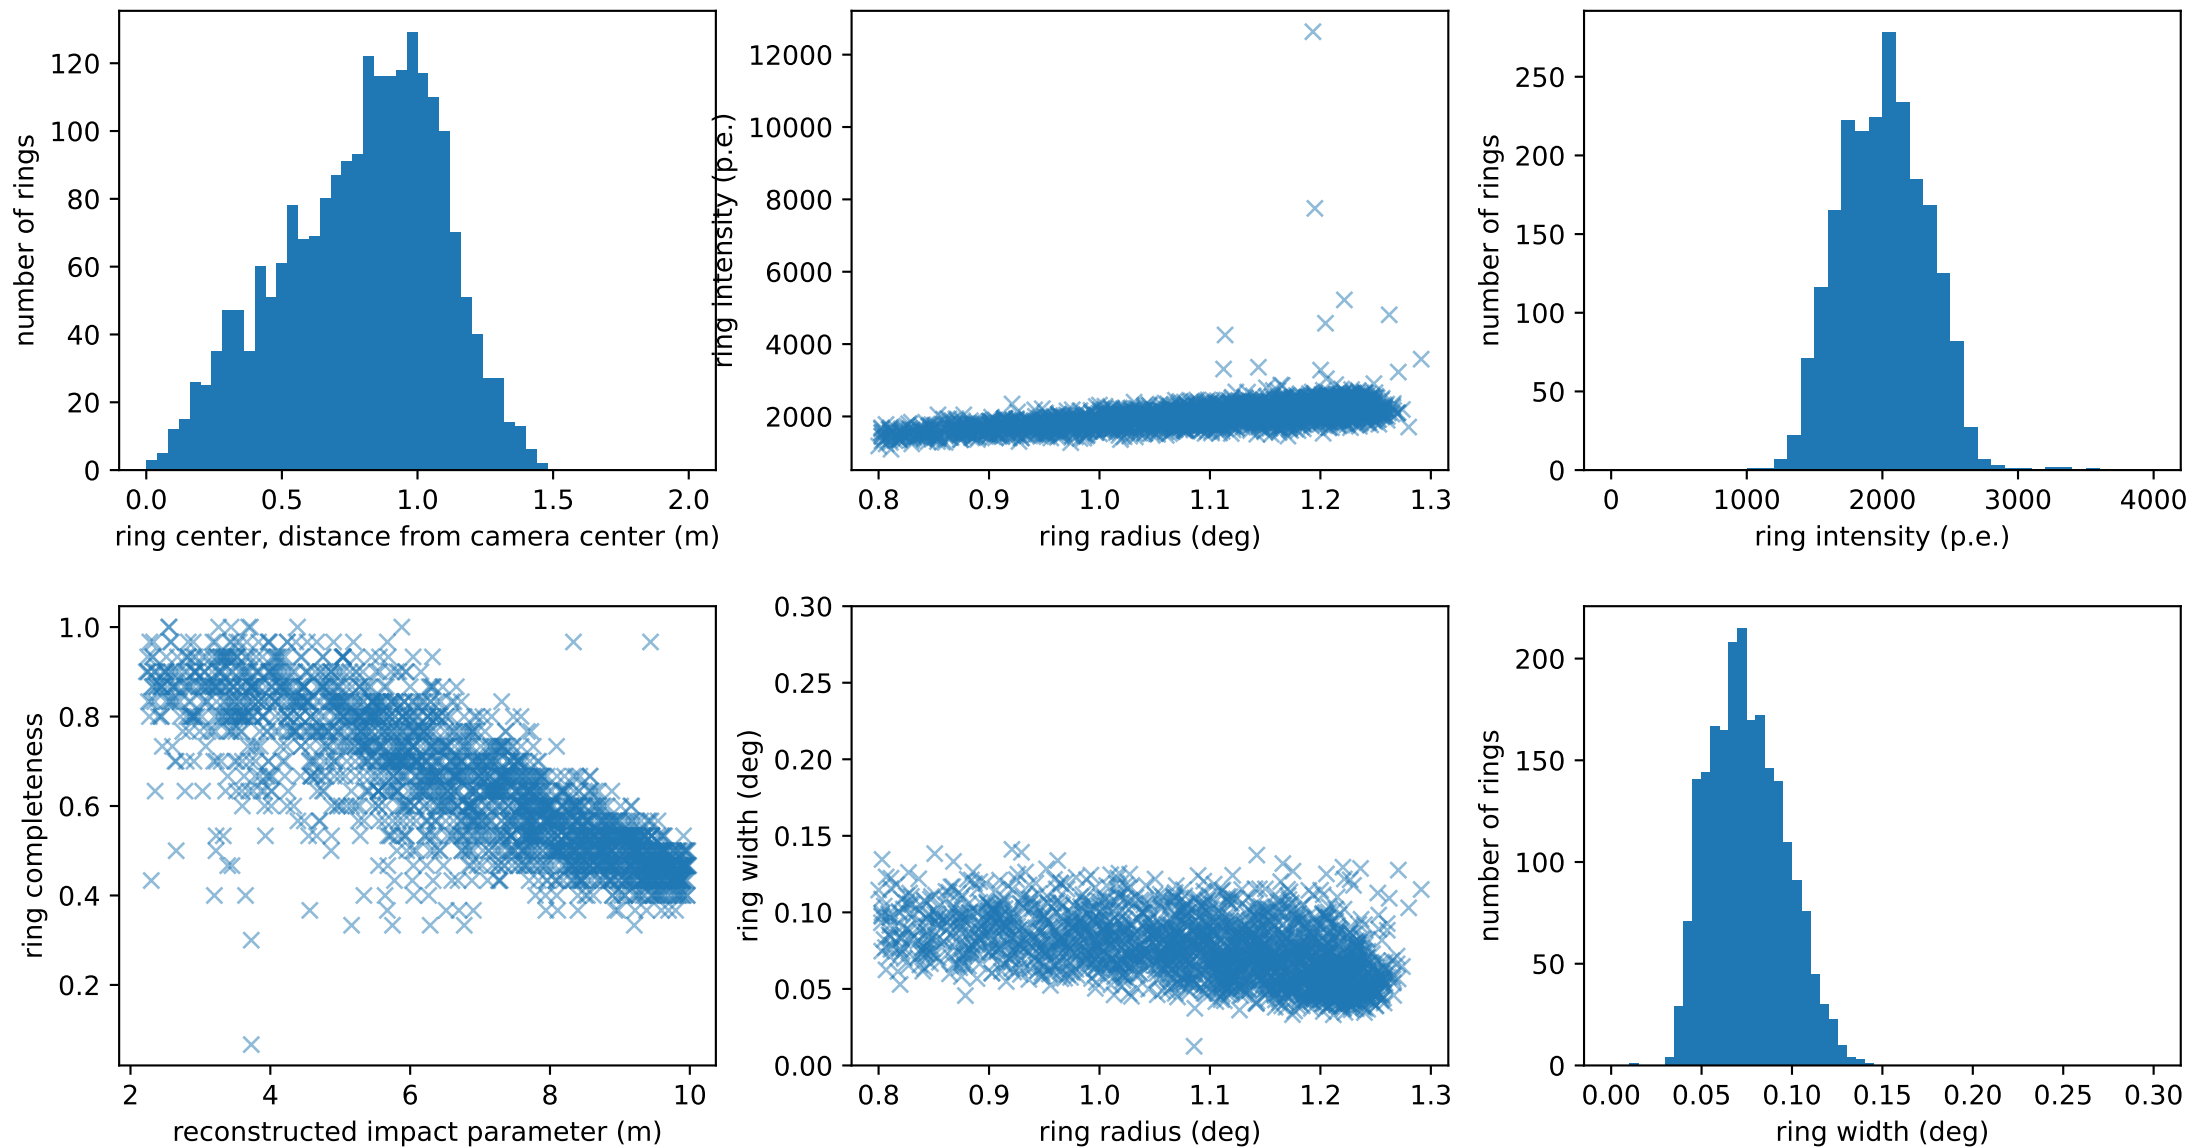 number of rings
120
100
80
60
40
20
0
0.0 0.5 1.0 1.5 2.0
ring center, distance from camera center (m)
ring intensity (p.e.)
12000
10000
8000
6000
4000
2000
0.8 0.9 1.0 1.1 1.2 1.3
ring radius (deg)
number of rings
250
200
150
100
50
0
0 1000 2000 3000 4000
ring intensity (p.e.)
ring completeness
1.0
0.8
0.6
0.4
0.2
2 4 6 8 10
reconstructed impact parameter (m)
ring width (deg)
0.30
0.25
0.20
0.15
0.10
0.05
0.00
0.8 0.9 1.0 1.1 1.2 1.3
ring radius (deg)
number of rings
200
150
100
50
0
0.00 0.05 0.10 0.15 0.20 0.25 0.30
ring width (deg)